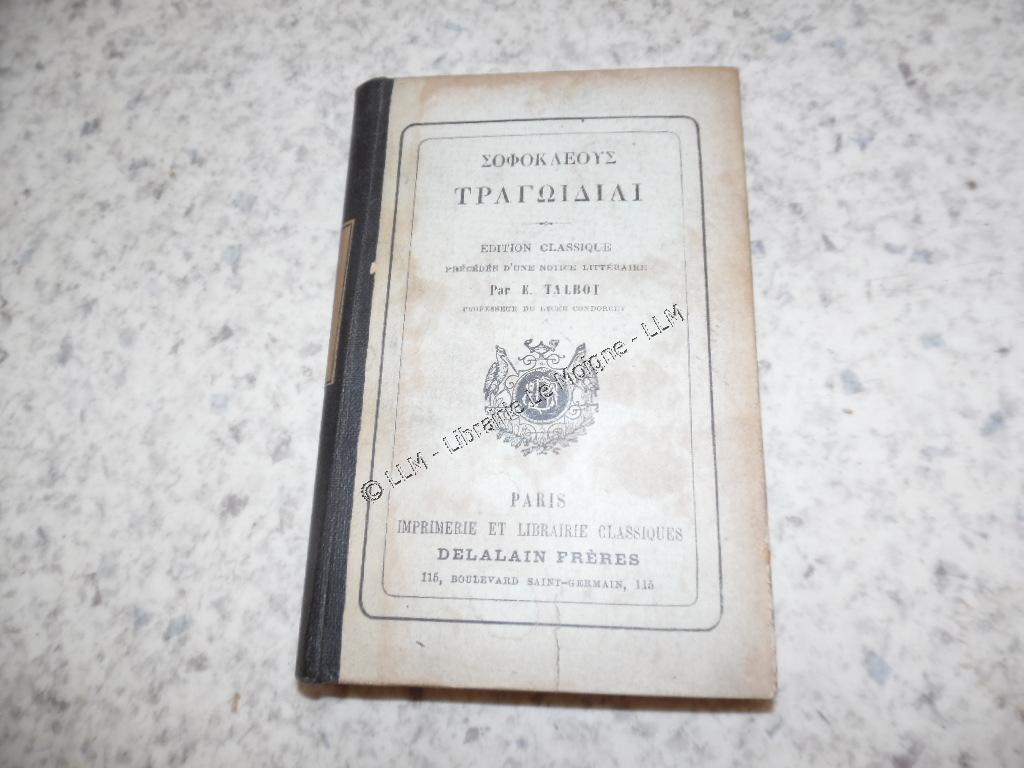 ΣΟΦΟΚΛΕΟΥΣ
ΤΡΑΓΩΙΔΙΑΙ
EDITION CLASSIQUE
PRÉCÉDÉE D'UNE NOTICE LITTÉRAIRE
Par E. TALBOT
PROFESSEUR DU LYCÉE CONDORCET
© LLM - Librairie Le Moigne - LLM
PARIS
IMPRIMERIE ET LIBRAIRIE CLASSIQUES
DELALAIN FRÈRES
115, BOULEVARD SAINT-GERMAIN, 115